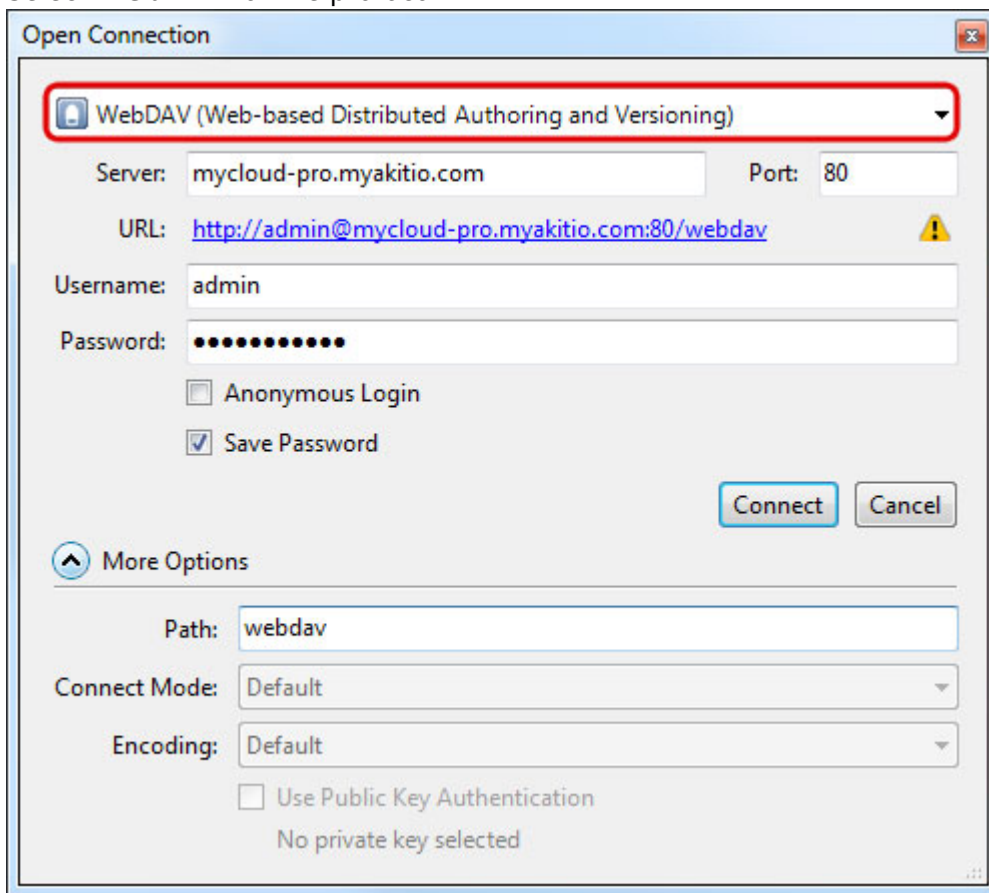 Open Connection
WebDAV (Web-based Distributed Authoring and Versioning)
Server: mycloud-pro.myakitio.com Port: 80
URL: http://admin@mycloud-pro.myakitio.com:80/webdav
Username: admin
Password: •••••••••••
Anonymous Login
Save Password
Connect Cancel
More Options
Path: webdav
Connect Mode: Default
Encoding: Default
Use Public Key Authentication
No private key selected